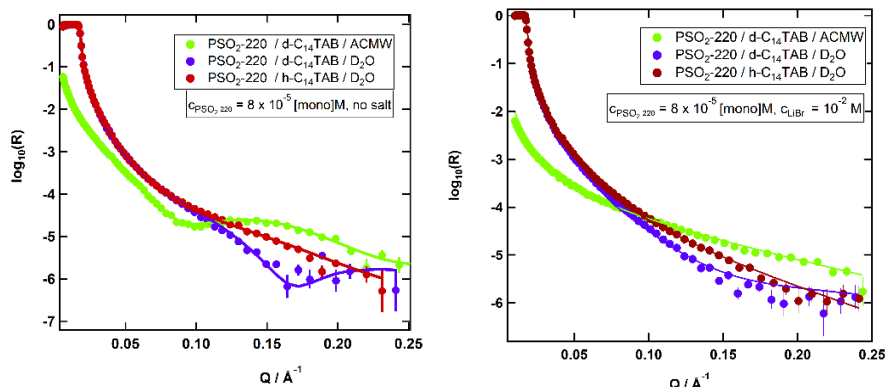 PSO₂-220 / d-C₁₄TAB / ACMW
PSO₂-220 / d-C₁₄TAB / D₂O
PSO₂-220 / h-C₁₄TAB / D₂O
c_PSO₂ 220 = 8 x 10⁻⁵ [mono]M, no salt
log₁₀(R)
0
-1
-2
-3
-4
-5
-6
-7
0.05
0.10
0.15
0.20
0.25
Q / Å⁻¹
PSO₂-220 / d-C₁₄TAB / ACMW
PSO₂-220 / d-C₁₄TAB / D₂O
PSO₂-220 / h-C₁₄TAB / D₂O
c_PSO₂ 220 = 8 x 10⁻⁵ [mono]M, c_LiBr = 10⁻² M
log₁₀(R)
0
-1
-2
-3
-4
-5
-6
0.05
0.10
0.15
0.20
0.25
Q / Å⁻¹